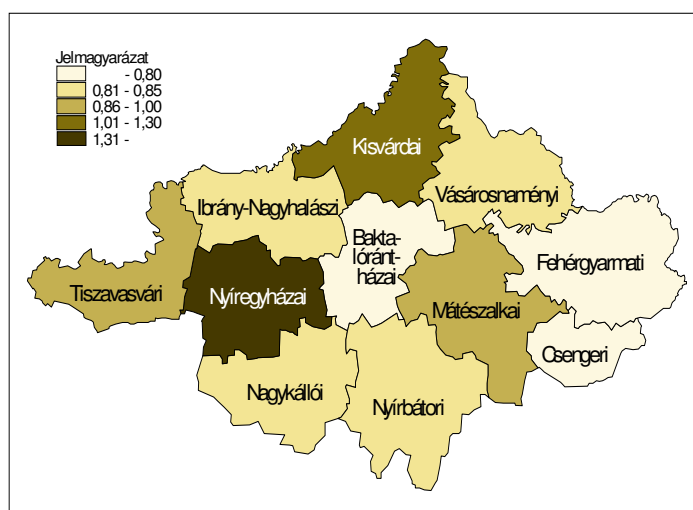 Jelmagyarázat
- 0,80
0,81 - 0,85
0,86 - 1,00
1,01 - 1,30
1,31 -
Kisvárdai
Vásárosnaményi
Ibrány-Nagyhalászi
Bakta-
lóránt-
házai
Fehérgyarmati
Tiszavasvári
Nyíregyházai
Mátészalkai
Csengeri
Nagykállói
Nyírbátori